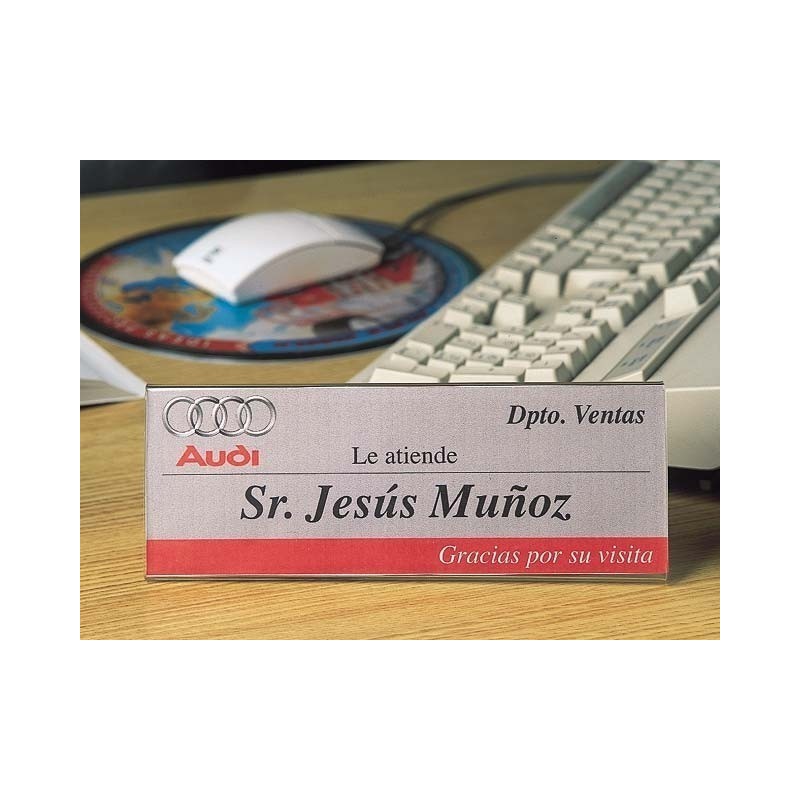 Dpto. Ventas
Audi
Le atiende
Sr. Jesús Muñoz
Gracias por su visita